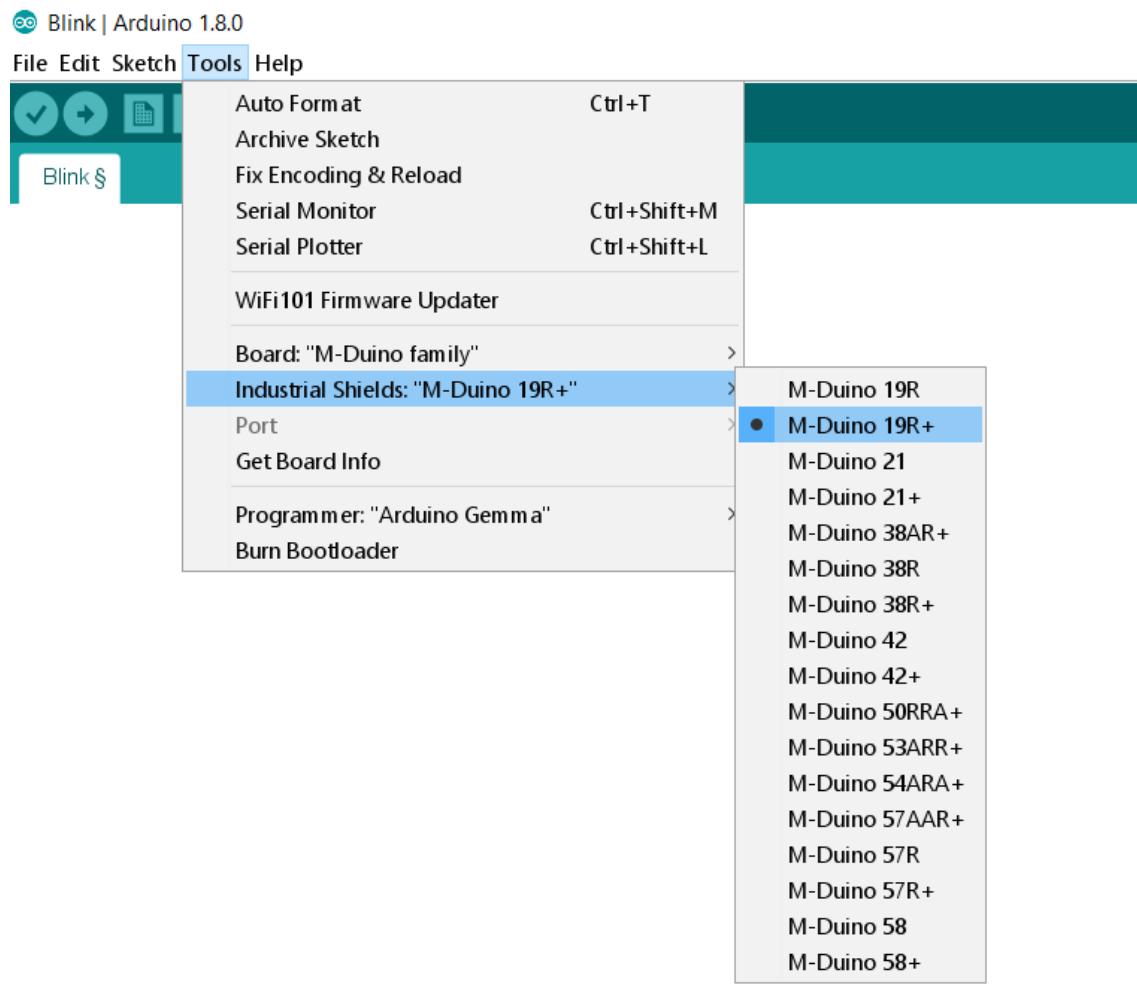 Blink | Arduino 1.8.0
File Edit Sketch Tools Help
Auto Format Ctrl+T
Archive Sketch
Fix Encoding & Reload
Serial Monitor Ctrl+Shift+M
Serial Plotter Ctrl+Shift+L
WiFi101 Firmware Updater
Board: "M-Duino family"
Industrial Shields: "M-Duino 19R+"
Port
Get Board Info
Programmer: "Arduino Gemma"
Burn Bootloader
Blink §
M-Duino 19R
M-Duino 19R+
M-Duino 21
M-Duino 21+
M-Duino 38AR+
M-Duino 38R
M-Duino 38R+
M-Duino 42
M-Duino 42+
M-Duino 50RRA+
M-Duino 53ARR+
M-Duino 54ARA+
M-Duino 57AAR+
M-Duino 57R
M-Duino 57R+
M-Duino 58
M-Duino 58+